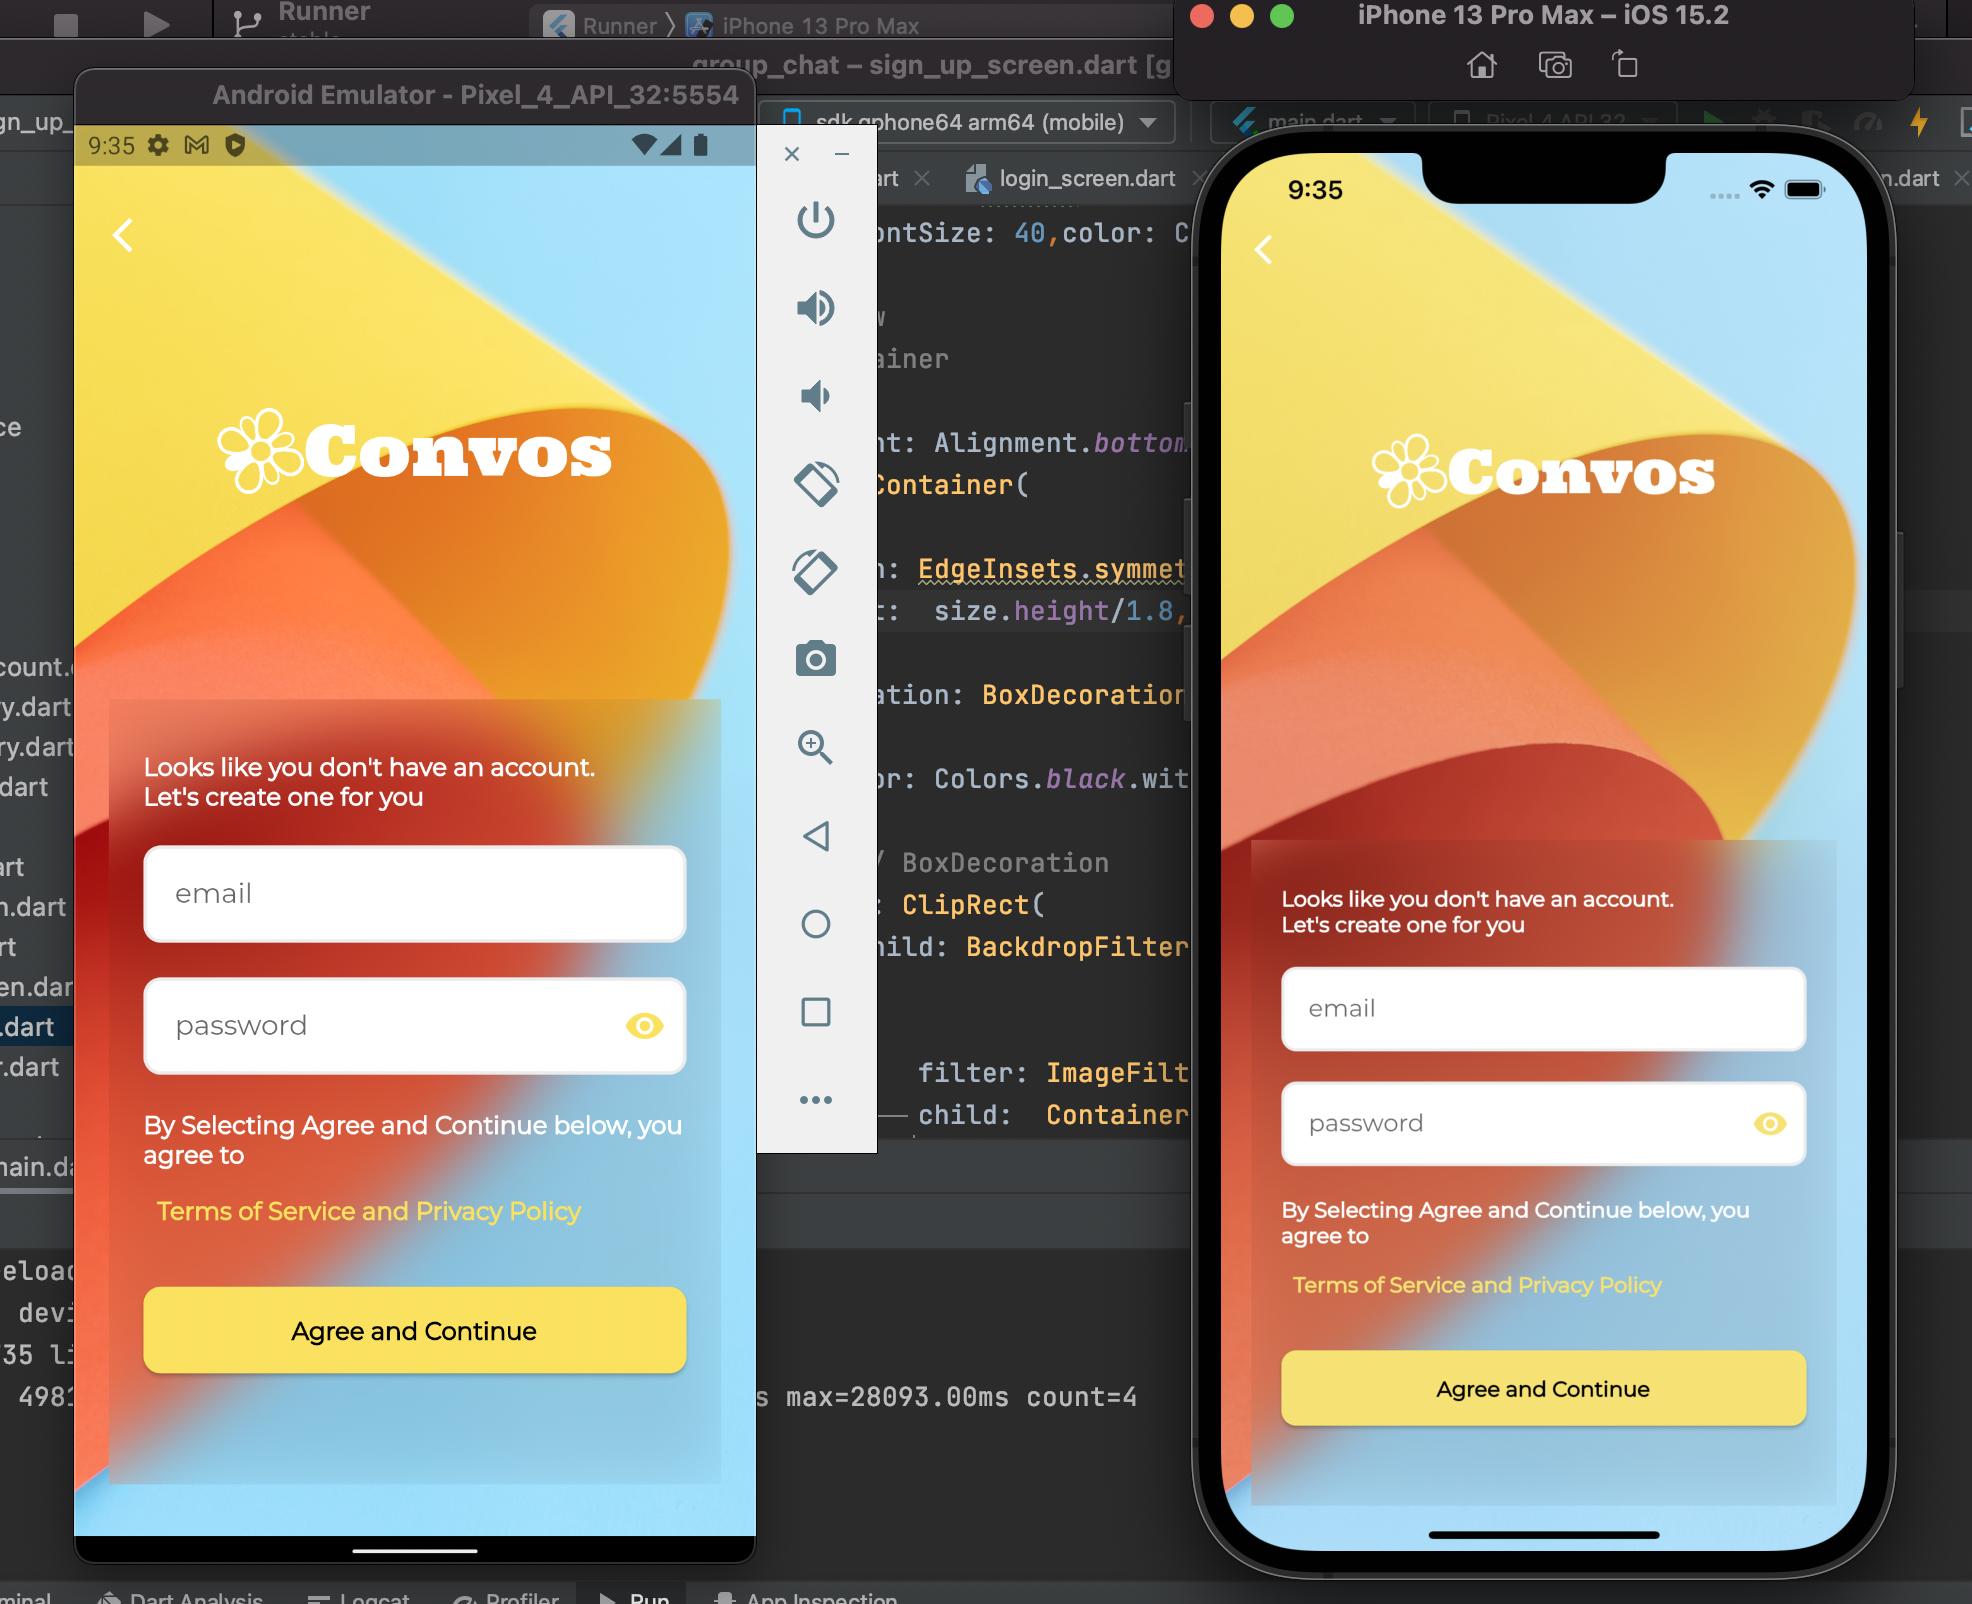 Runner
Runner
iPhone 13 Pro Max
iPhone 13 Pro Max – iOS 15.2
group_chat – sign_up_screen.dart [g
Android Emulator - Pixel_4_API_32:5554
gn_up_
sdk gphone64 arm64 (mobile)
main.dart
Pixel 4 API 32
art
login_screen.dart
n.dart
9:35
ontSize: 40,color: C
ainer
nt: Alignment.bottom
Container(
n: EdgeInsets.symmet
t: size.height/1.8,
ation: BoxDecoration
or: Colors.black.wit
/ BoxDecoration
: ClipRect(
hild: BackdropFilter
filter: ImageFilt
child: Container
ce
count.
y.dart
ry.dart
dart
art
n.dart
rt
en.dar
.dart
r.dart
main.da
eload
devi
35 li
4981
s max=28093.00ms count=4
Convos
Looks like you don't have an account.
Let's create one for you
email
password
By Selecting Agree and Continue below, you
agree to
Terms of Service and Privacy Policy
Agree and Continue
9:35
Convos
Looks like you don't have an account.
Let's create one for you
email
password
By Selecting Agree and Continue below, you
agree to
Terms of Service and Privacy Policy
Agree and Continue
minal
Dart Analysis
Logcat
Profiler
Run
App Inspection